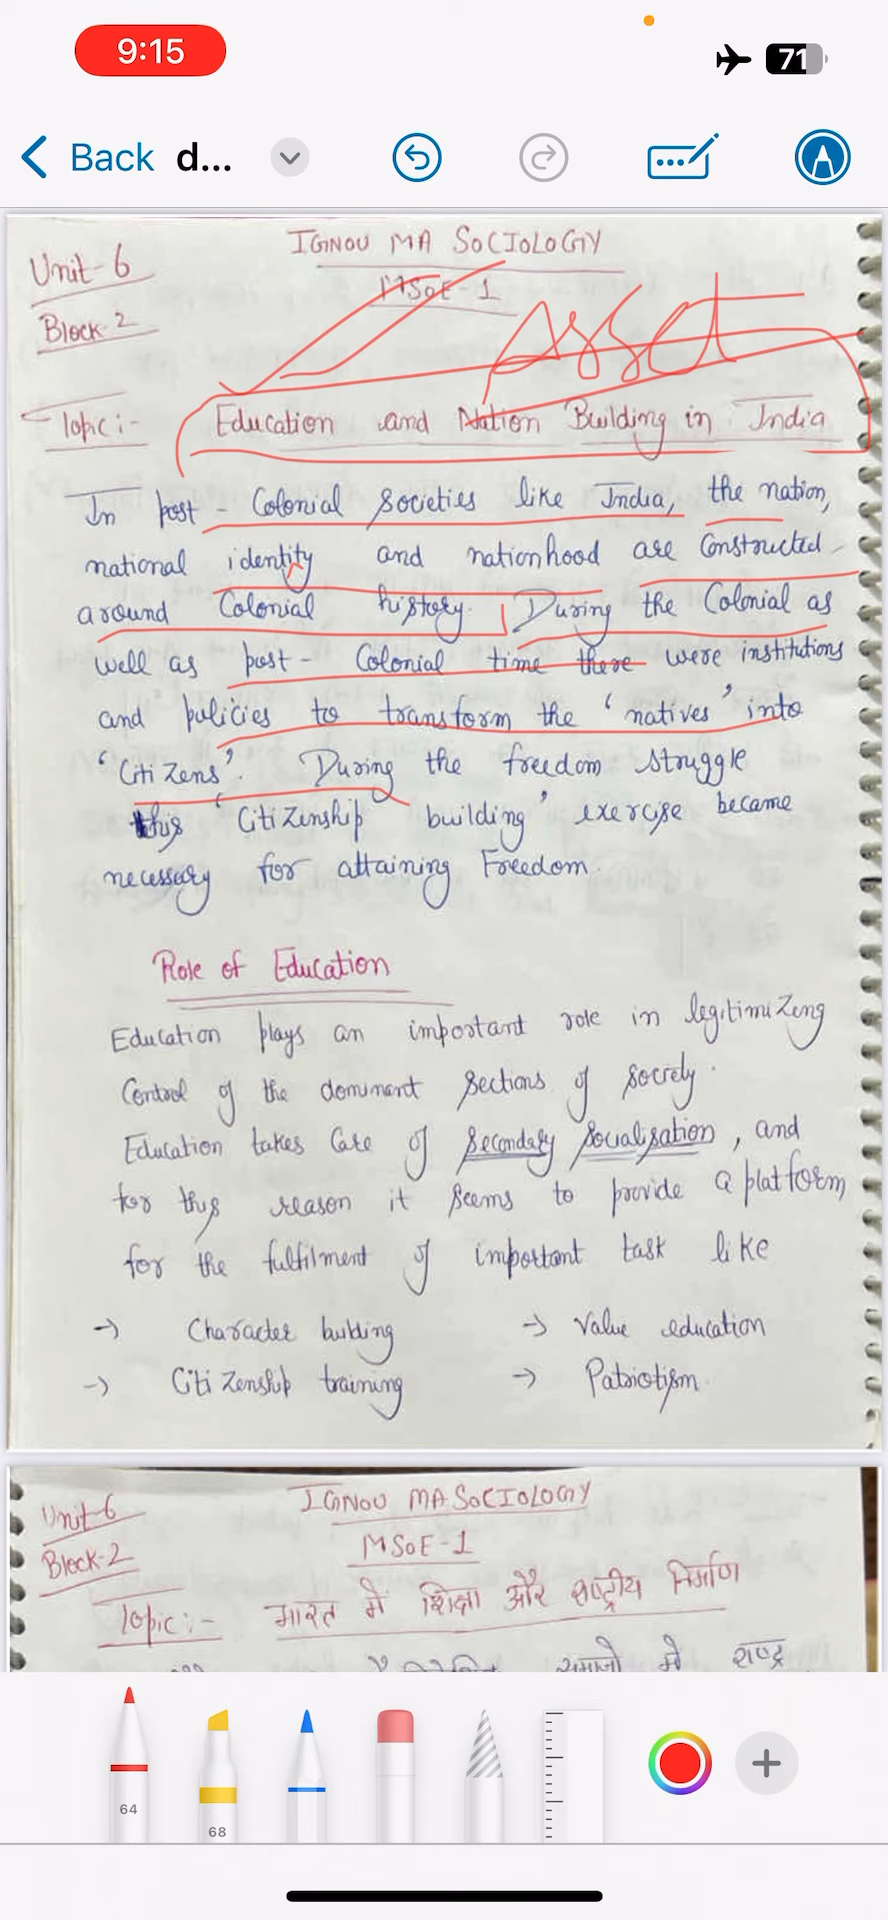 9:15
71
Back d...
Unit-6
IGNOU MA SOCIOLOGY
MSOE-1
Block-2
Asset
Topic:- Education and Nation Building in India
In post-Colonial Societies like India, the nation,
national identity and nationhood are Constructed
around Colonial history. During the Colonial as
well as post-Colonial time there were institutions
and policies to transform the 'natives' into
'CitiZens'. During the freedom struggle
this 'CitiZenship building' exercise became
necessary for attaining Freedom.
Role of Education
Education plays an important role in legitimiZing
Control of the dominant Sections of Society.
Education takes Care of Secondary Socialisation, and
for this reason it seems to provide a platform
for the fulfilment of important task like
→ Character building → Value education
→ CitiZenship training → Patriotism.
Unit-6
IGNOU MA SOCIOLOGY
Block-2
MSOE-1
Topic:- भारत में शिक्षा और राष्ट्रीय निर्माण
समाजो में राष्ट्र
64
68